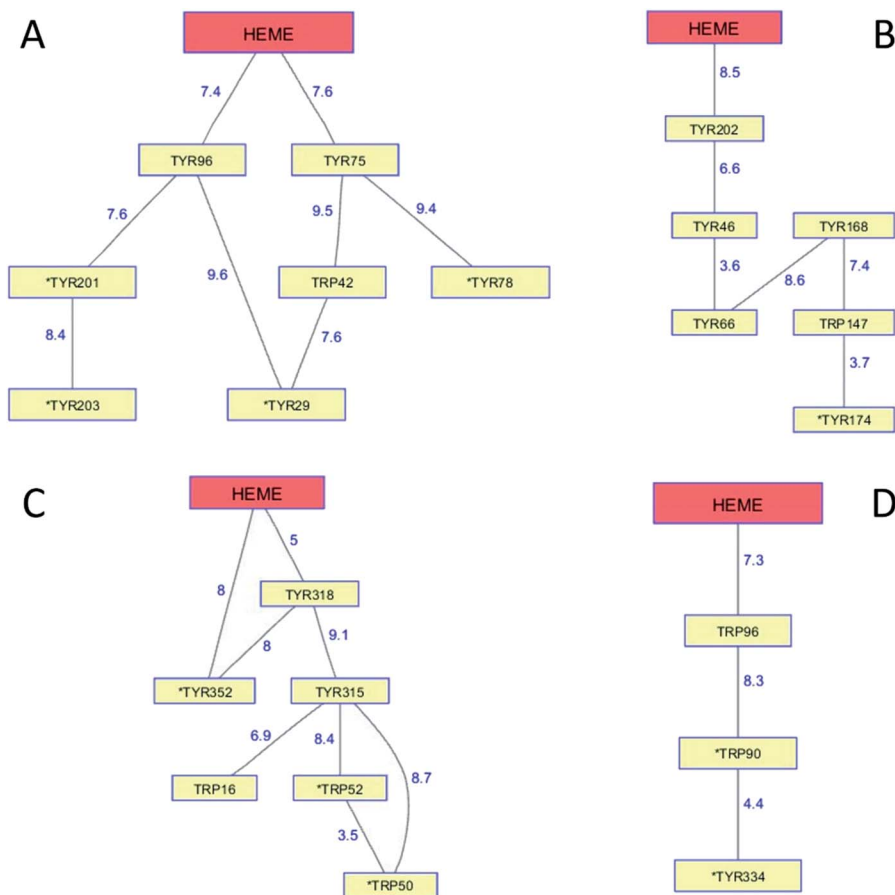 A
HEME
7.4
7.6
TYR96
TYR75
7.6
9.5
9.4
9.6
*TYR201
TRP42
*TYR78
8.4
7.6
*TYR203
*TYR29
B
HEME
8.5
TYR202
6.6
TYR46
TYR168
3.6
8.6
7.4
TYR66
TRP147
3.7
*TYR174
C
HEME
5
8
TYR318
8
9.1
*TYR352
TYR315
6.9
8.4
8.7
TRP16
*TRP52
3.5
*TRP50
D
HEME
7.3
TRP96
8.3
*TRP90
4.4
*TYR334